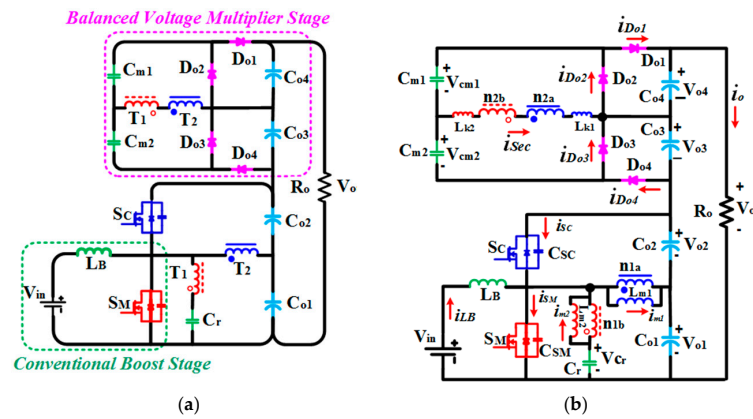 Balanced Voltage Multiplier Stage
Do1
Cm1
Do2
Co4
T1
T2
Cm2
Do3
Co3
Do4
Ro
Vo
SC
Co2
LB
T1
T2
Vin
SM
Cr
Co1
Conventional Boost Stage
(a)
iDo1
Do1
Cm1
+
Vcm1
-
iDo2
Do2
+
Co4
Vo4
-
io
n2b
n2a
Lk2
Lk1
iSec
Do3
Co3
+
Cm2
+
Vcm2
-
iDo3
Vo3
-
Do4
iDo4
+
Ro
Vo
-
SC
iSC
CSC
Co2
+
Vo2
-
n1a
LB
Lm1
iSM
iLB
im2
Lm2
n1b
im1
Vin
SM
CSM
Co1
+
Vo1
-
Cr
+
Vcr
-
(b)